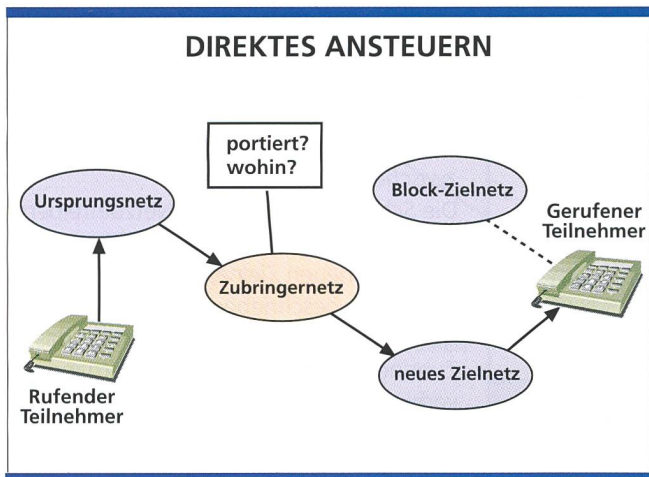 DIREKTES ANSTEUERN
portiert?
wohin?
Ursprungsnetz
Block-Zielnetz
Gerufener
Teilnehmer
Zubringernetz
neues Zielnetz
Rufender
Teilnehmer